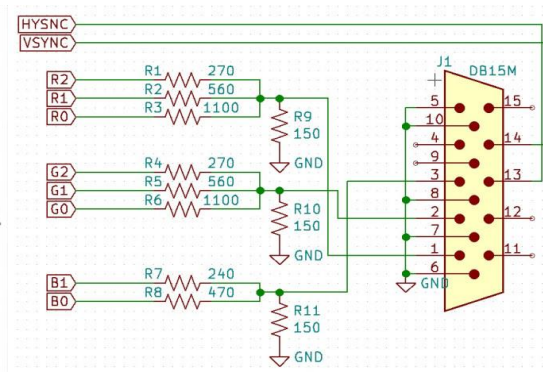 HYSNC
VSYNC
R2 R1 270
R1 R2 560
R0 R3 1100
R9
150
GND
G2 R4 270
G1 R5 560
G0 R6 1100
R10
150
GND
B1 R7 240
B0 R8 470
R11
150
GND
J1
DB15M
5 15
10
4 14
9
3 13
8
2 12
7
1 11
6
GND